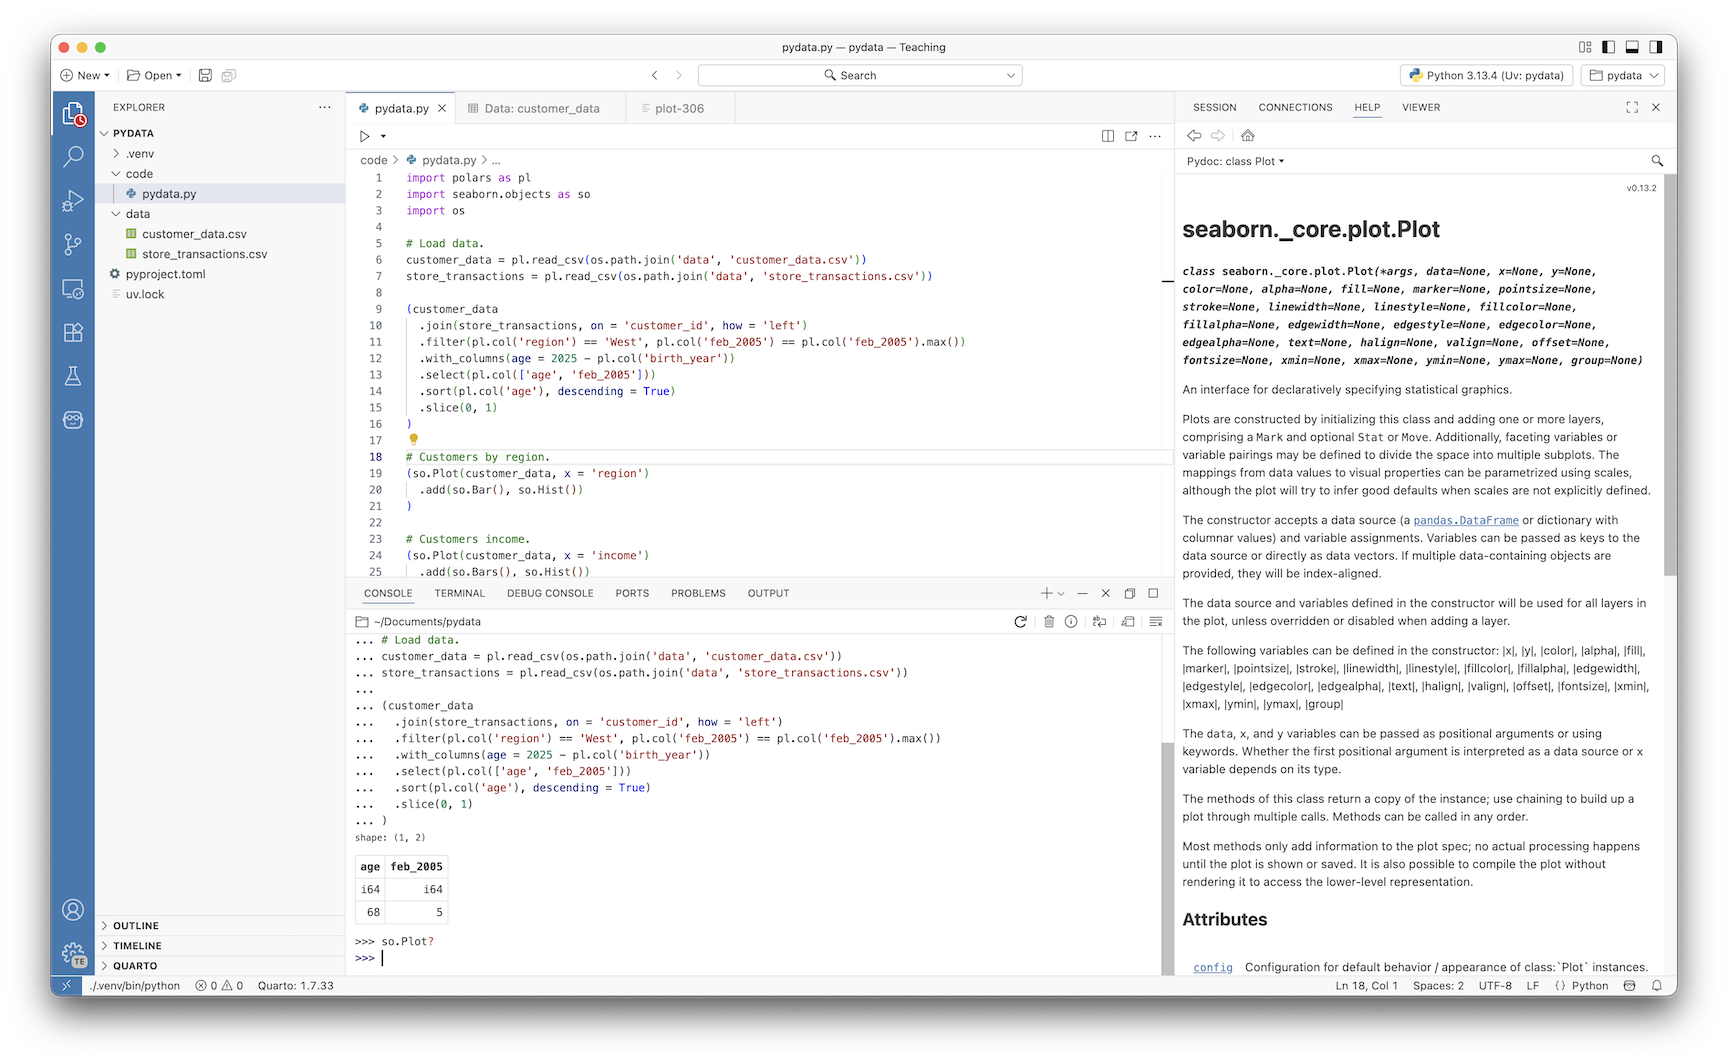 pydata.py — pydata — Teaching
New Open Search Python 3.13.4 (Uv: pydata) pydata
EXPLORER
PYDATA
.venv
code
pydata.py
data
customer_data.csv
store_transactions.csv
pyproject.toml
uv.lock
OUTLINE
TIMELINE
QUARTO
TE
pydata.py Data: customer_data plot-306
code > pydata.py > ...
1 import polars as pl
2 import seaborn.objects as so
3 import os
4
5 # Load data.
6 customer_data = pl.read_csv(os.path.join('data', 'customer_data.csv'))
7 store_transactions = pl.read_csv(os.path.join('data', 'store_transactions.csv'))
8
9 (customer_data
10 .join(store_transactions, on = 'customer_id', how = 'left')
11 .filter(pl.col('region') == 'West', pl.col('feb_2005') == pl.col('feb_2005').max())
12 .with_columns(age = 2025 - pl.col('birth_year'))
13 .select(pl.col(['age', 'feb_2005']))
14 .sort(pl.col('age'), descending = True)
15 .slice(0, 1)
16 )
17
18 # Customers by region.
19 (so.Plot(customer_data, x = 'region')
20 .add(so.Bar(), so.Hist())
21 )
22
23 # Customers income.
24 (so.Plot(customer_data, x = 'income')
25 .add(so.Bars(), so.Hist())
CONSOLE TERMINAL DEBUG CONSOLE PORTS PROBLEMS OUTPUT
~/Documents/pydata
... # Load data.
... customer_data = pl.read_csv(os.path.join('data', 'customer_data.csv'))
... store_transactions = pl.read_csv(os.path.join('data', 'store_transactions.csv'))
...
... (customer_data
... .join(store_transactions, on = 'customer_id', how = 'left')
... .filter(pl.col('region') == 'West', pl.col('feb_2005') == pl.col('feb_2005').max())
... .with_columns(age = 2025 - pl.col('birth_year'))
... .select(pl.col(['age', 'feb_2005']))
... .sort(pl.col('age'), descending = True)
... .slice(0, 1)
... )
shape: (1, 2)
age feb_2005
i64 i64
68 5
>>> so.Plot?
>>>
SESSION CONNECTIONS HELP VIEWER
Pydoc: class Plot
v0.13.2
seaborn._core.plot.Plot
class seaborn._core.plot.Plot(*args, data=None, x=None, y=None,
color=None, alpha=None, fill=None, marker=None, pointsize=None,
stroke=None, linewidth=None, linestyle=None, fillcolor=None,
fillalpha=None, edgewidth=None, edgestyle=None, edgecolor=None,
edgealpha=None, text=None, halign=None, valign=None, offset=None,
fontsize=None, xmin=None, xmax=None, ymin=None, ymax=None, group=None)
An interface for declaratively specifying statistical graphics.
Plots are constructed by initializing this class and adding one or more layers,
comprising a Mark and optional Stat or Move. Additionally, faceting variables or
variable pairings may be defined to divide the space into multiple subplots. The
mappings from data values to visual properties can be parametrized using scales,
although the plot will try to infer good defaults when scales are not explicitly defined.
The constructor accepts a data source (a pandas.DataFrame or dictionary with
columnar values) and variable assignments. Variables can be passed as keys to the
data source or directly as data vectors. If multiple data-containing objects are
provided, they will be index-aligned.
The data source and variables defined in the constructor will be used for all layers in
the plot, unless overridden or disabled when adding a layer.
The following variables can be defined in the constructor: |x|, |y|, |color|, |alpha|, |fill|,
|marker|, |pointsize|, |stroke|, |linewidth|, |linestyle|, |fillcolor|, |fillalpha|, |edgewidth|,
|edgestyle|, |edgecolor|, |edgealpha|, |text|, |halign|, |valign|, |offset|, |fontsize|, |xmin|,
|xmax|, |ymin|, |ymax|, |group|
The data, x, and y variables can be passed as positional arguments or using
keywords. Whether the first positional argument is interpreted as a data source or x
variable depends on its type.
The methods of this class return a copy of the instance; use chaining to build up a
plot through multiple calls. Methods can be called in any order.
Most methods only add information to the plot spec; no actual processing happens
until the plot is shown or saved. It is also possible to compile the plot without
rendering it to access the lower-level representation.
Attributes
config Configuration for default behavior / appearance of class:`Plot` instances.
./.venv/bin/python 0 0 Quarto: 1.7.33 Ln 18, Col 1 Spaces: 2 UTF-8 LF {} Python